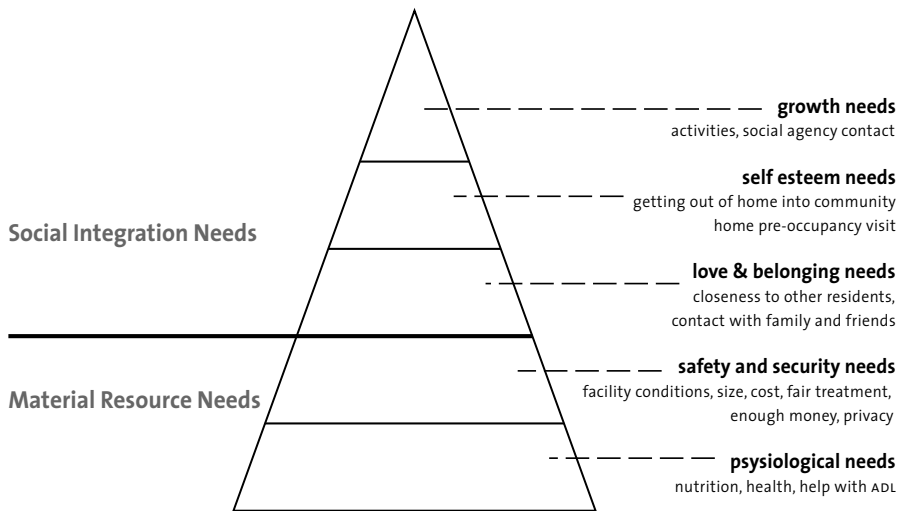 growth needs
activities, social agency contact
self esteem needs
getting out of home into community
home pre-occupancy visit
Social Integration Needs
love & belonging needs
closeness to other residents,
contact with family and friends
safety and security needs
facility conditions, size, cost, fair treatment,
enough money, privacy
Material Resource Needs
psysiological needs
nutrition, health, help with ADL